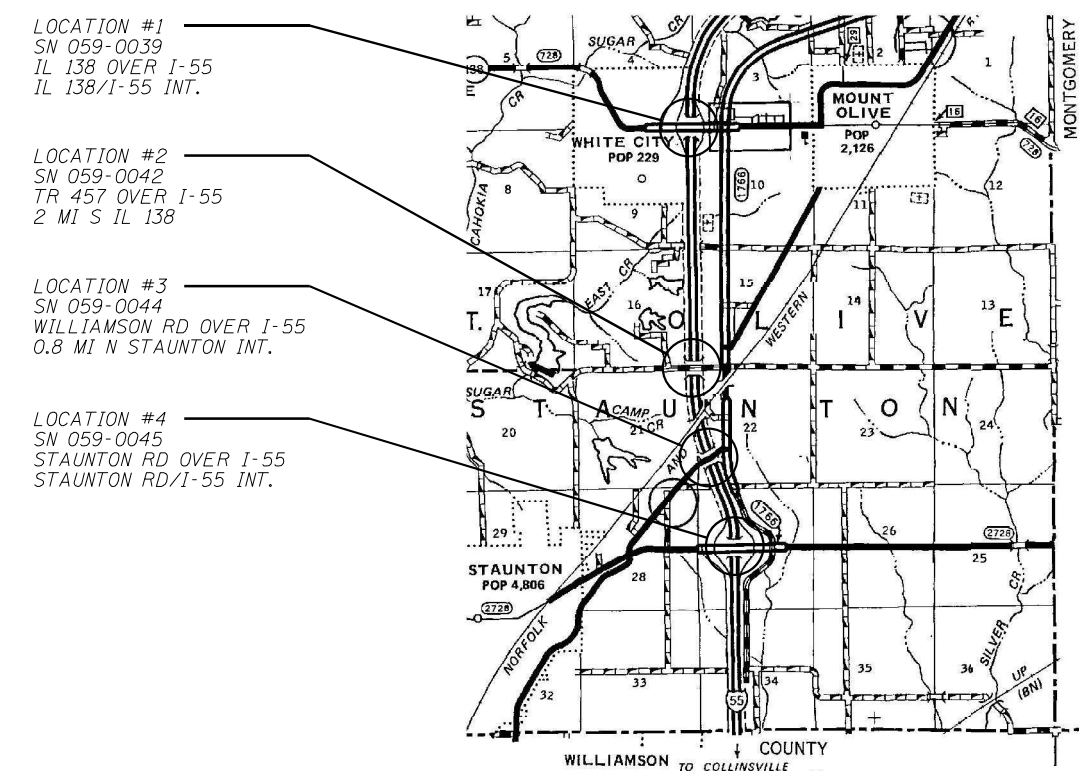 LOCATION #1
SN 059-0039
IL 138 OVER I-55
IL 138/I-55 INT.
LOCATION #2
SN 059-0042
TR 457 OVER I-55
2 MI S IL 138
LOCATION #3
SN 059-0044
WILLIAMSON RD OVER I-55
0.8 MI N STAUNTON INT.
LOCATION #4
SN 059-0045
STAUNTON RD OVER I-55
STAUNTON RD/I-55 INT.
CR
SUGAR
728
5
4
3
2
1
29
138
CR
MOUNT
OLIVE
POP
2,126
16
16
728
MONTGOMERY
WHITE CITY
POP 229
1766
8
9
10
11
12
CAHOKIA
EAST CR
17
16
15
14
13
WESTERN
T. O L I V E
SUGAR
S T A U N T O N
CAMP
CR
20
21
22
23
24
AND
29
28
1766
26
25
2728
STAUNTON
POP 4,806
2728
NORFOLK
CR
SILVER
32
33
34
35
36
UP
(BN)
55
WILLIAMSON
COUNTY
TO COLLINSVILLE